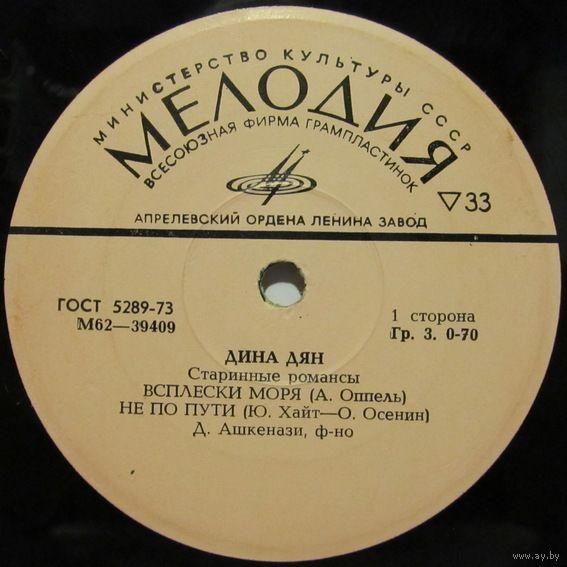 МИНИСТЕРСТВО КУЛЬТУРЫ СССР
МЕЛОДИЯ
ВСЕСОЮЗНАЯ ФИРМА ГРАМПЛАСТИНОК
▽33
АПРЕЛЕВСКИЙ ОРДЕНА ЛЕНИНА ЗАВОД
ГОСТ 5289-73
М62—39409
1 сторона
Гр. 3. 0-70
ДИНА ДЯН
Старинные романсы
ВСПЛЕСКИ МОРЯ (А. Оппель)
НЕ ПО ПУТИ (Ю. Хайт—О. Осенин)
Д. Ашкенази, ф-но
www.ay.by